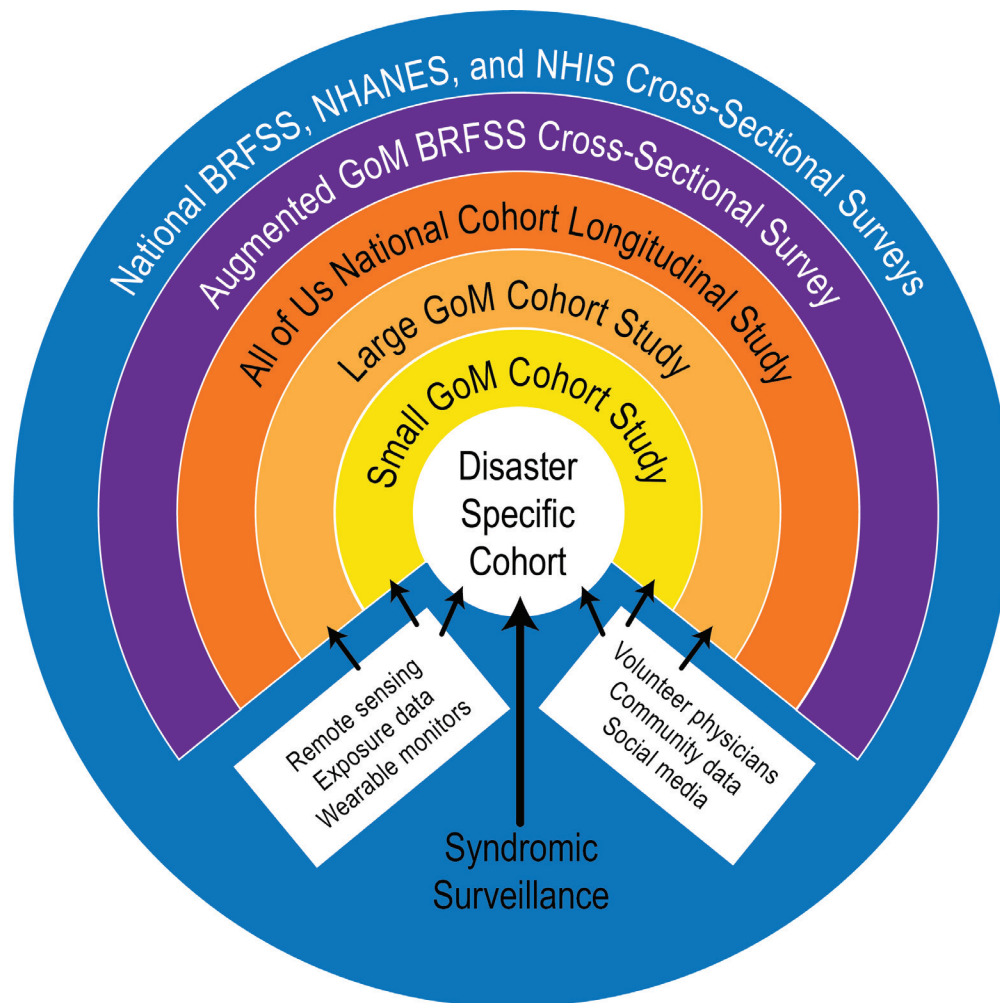 National BRFSS, NHANES, and NHIS Cross-Sectional Surveys
Augmented GoM BRFSS Cross-Sectional Survey
All of Us National Cohort Longitudinal Study
Large GoM Cohort Study
Small GoM Cohort Study
Disaster
Specific
Cohort
Remote sensing
Exposure data
Wearable monitors
Volunteer physicians
Community data
Social media
Syndromic
Surveillance